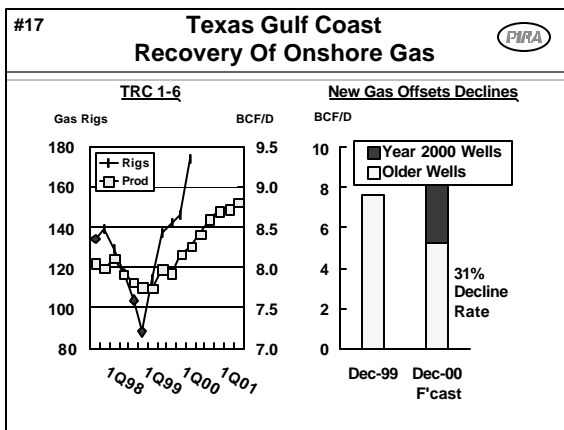 #17
Texas Gulf Coast
Recovery Of Onshore Gas
PIRA
TRC 1-6
Gas Rigs
BCF/D
180
160
140
120
100
80
Rigs
Prod
9.5
9.0
8.5
8.0
7.5
7.0
1Q98
1Q99
1Q00
1Q01
New Gas Offsets Declines
BCF/D
10
8
6
4
2
0
Year 2000 Wells
Older Wells
31%
Decline
Rate
Dec-99
Dec-00
F'cast